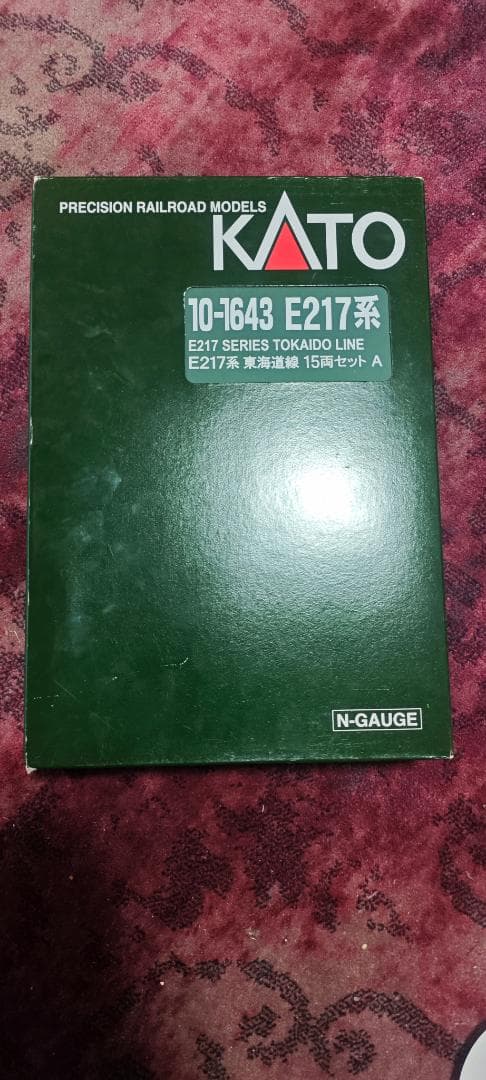 PRECISION RAILROAD MODELS
KATO
10-1643 E217系
E217 SERIES TOKAIDO LINE
E217系 東海道線 15両セット A
N-GAUGE